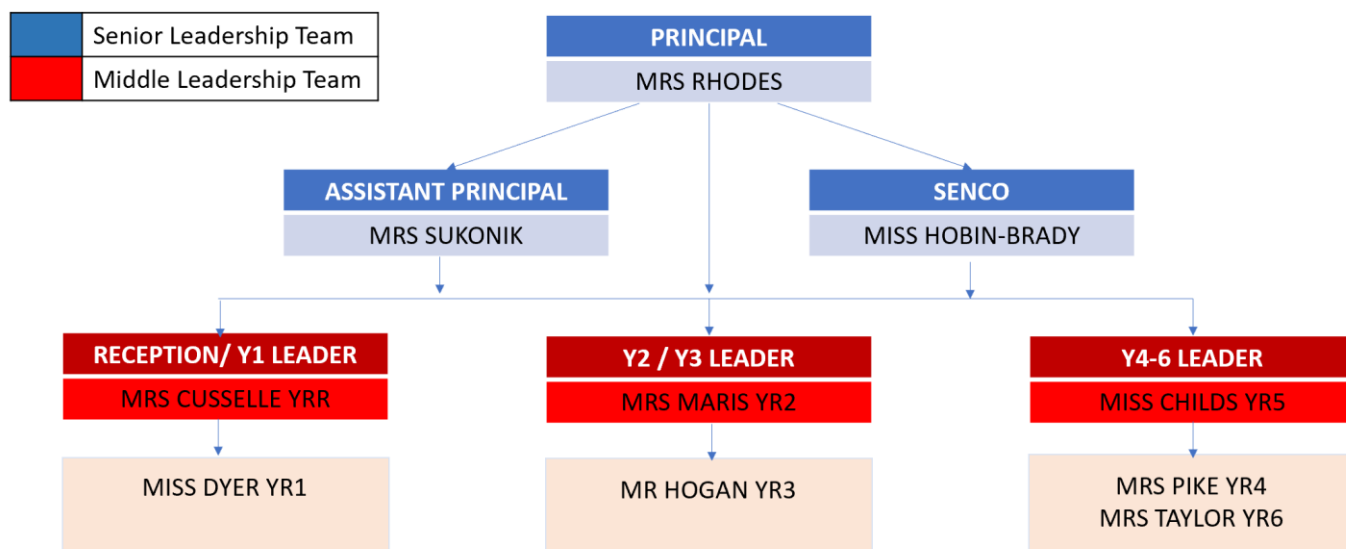 Senior Leadership Team
Middle Leadership Team
PRINCIPAL
MRS RHODES
ASSISTANT PRINCIPAL
MRS SUKONIK
SENCO
MISS HOBIN-BRADY
RECEPTION/ Y1 LEADER
MRS CUSSELLE YRR
MISS DYER YR1
Y2 / Y3 LEADER
MRS MARIS YR2
MR HOGAN YR3
Y4-6 LEADER
MISS CHILDS YR5
MRS PIKE YR4
MRS TAYLOR YR6